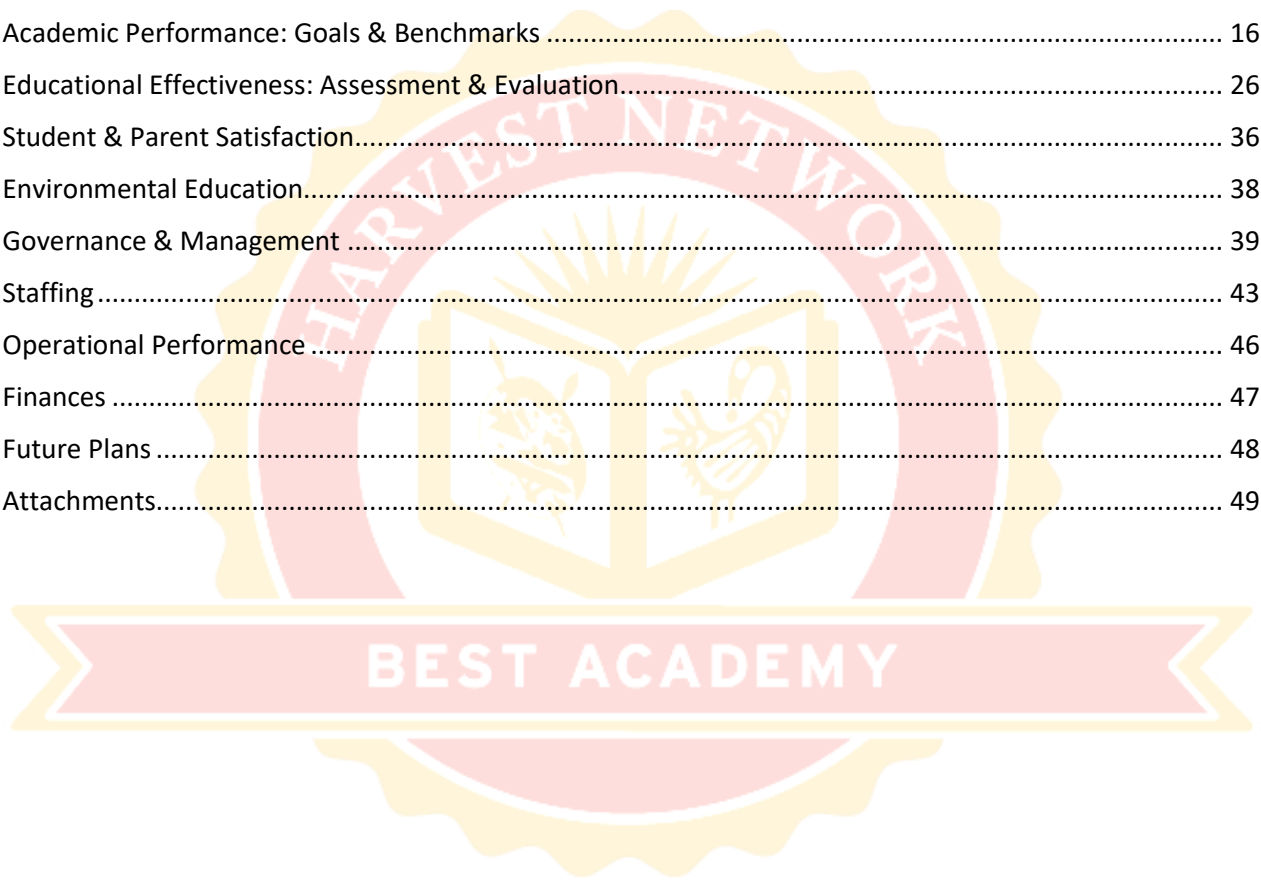 Academic Performance: Goals & Benchmarks ........................................................................................................ 16
Educational Effectiveness: Assessment & Evaluation............................................................................................. 26
Student & Parent Satisfaction..................................................................................................................................... 36
Environmental Education............................................................................................................................................. 38
Governance & Management ...................................................................................................................................... 39
Staffing ........................................................................................................................................................................... 43
Operational Performance ........................................................................................................................................... 46
Finances ......................................................................................................................................................................... 47
Future Plans .................................................................................................................................................................. 48
Attachments.................................................................................................................................................................. 49
HARVEST NETWORK
BEST ACADEMY